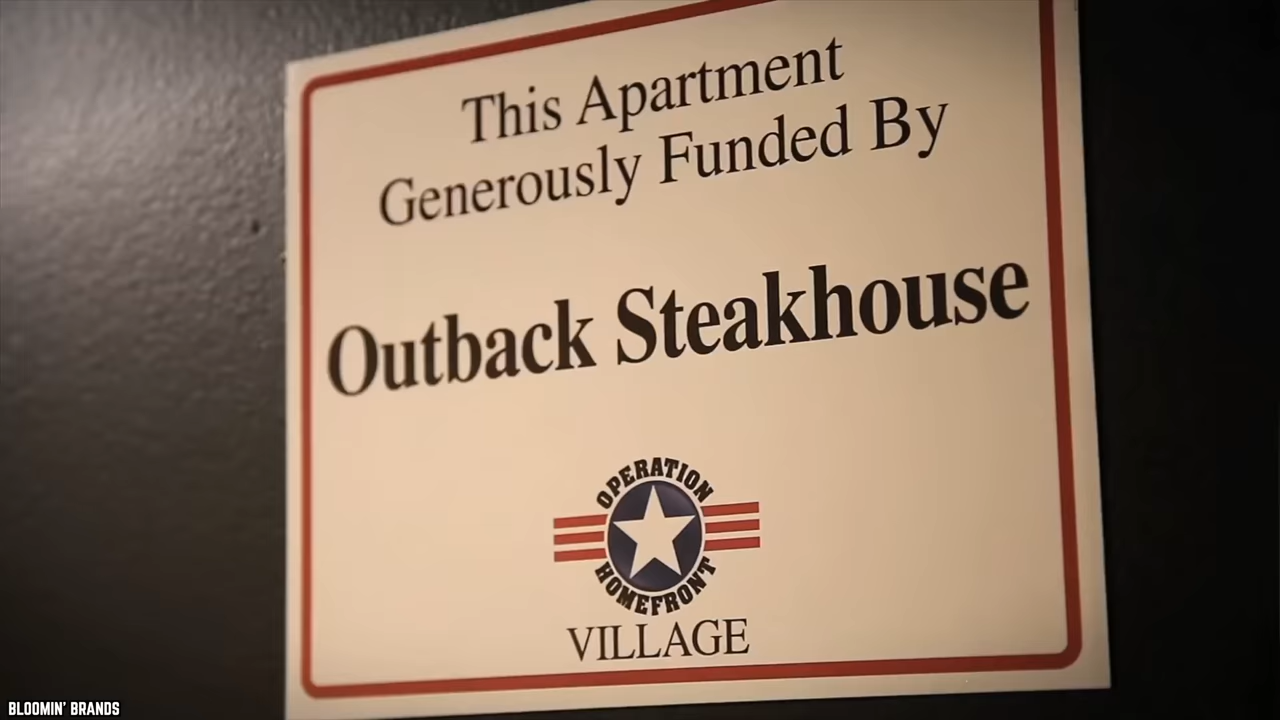 This Apartment
Generously Funded By
Outback Steakhouse
OPERATION
HOMEFRONT
VILLAGE
BLOOMIN' BRANDS